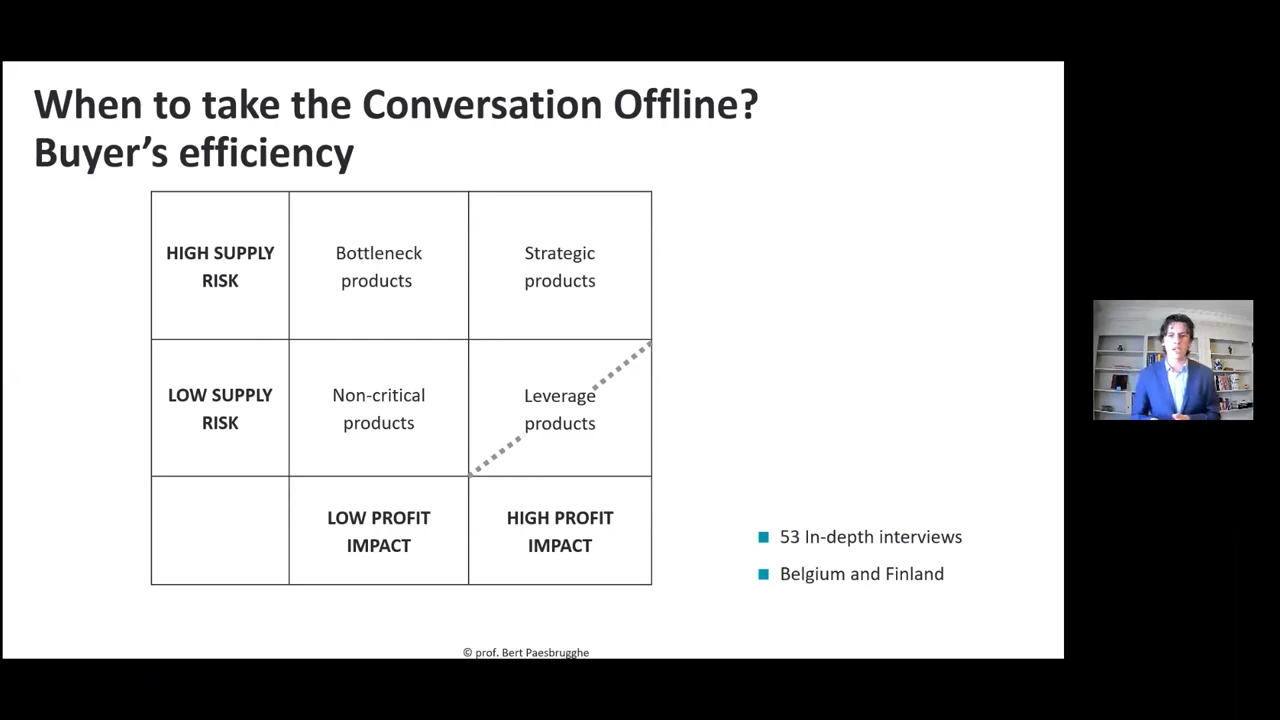 When to take the Conversation Offline?
Buyer's efficiency
HIGH SUPPLY
RISK
Bottleneck
products
Strategic
products
LOW SUPPLY
RISK
Non-critical
products
Leverage
products
LOW PROFIT
IMPACT
HIGH PROFIT
IMPACT
53 In-depth interviews
Belgium and Finland
© prof. Bert Paesbrugghe